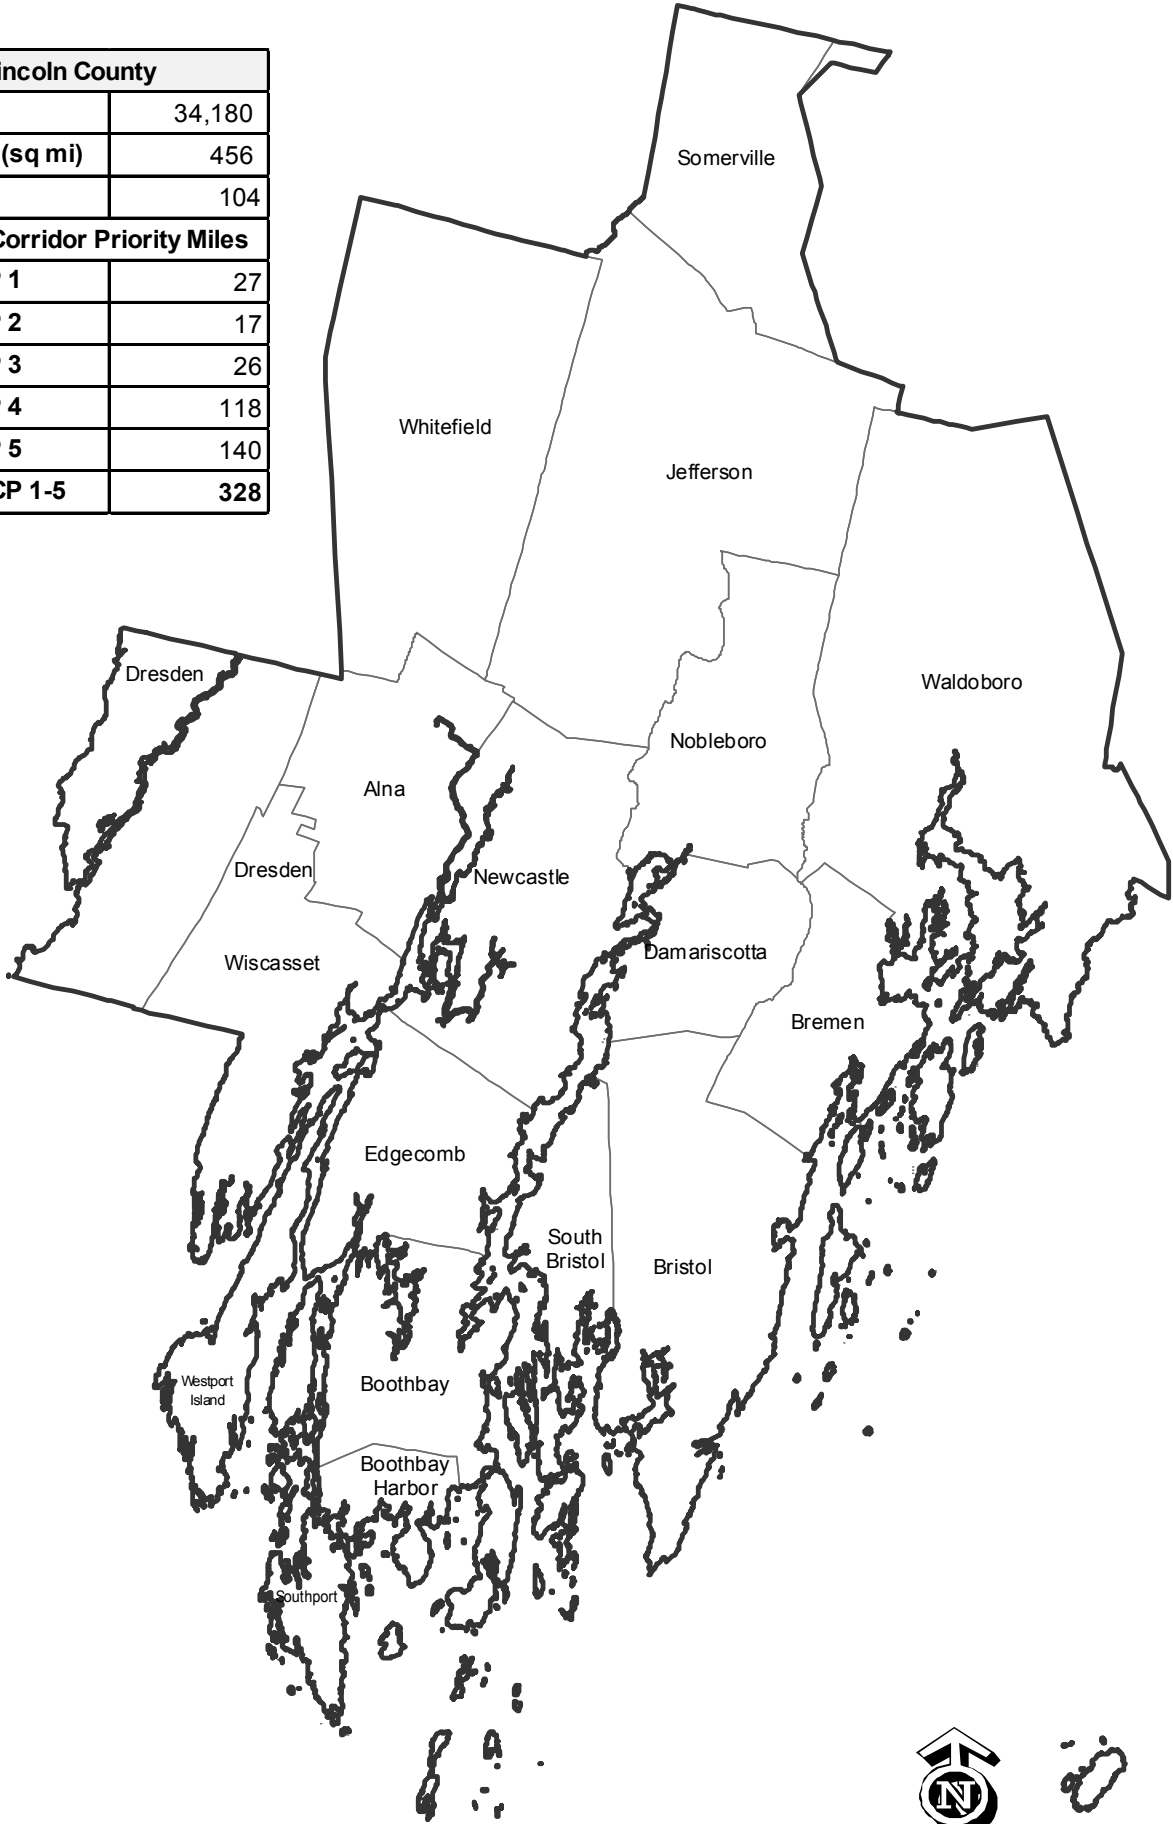 incoln County
34,180
(sq mi) 456
104
Corridor Priority Miles
1 27
2 17
3 26
4 118
5 140
CP 1-5 328
Somerville
Whitefield
Jefferson
Dresden
Waldoboro
Nobleboro
Alna
Dresden
Newcastle
Damariscotta
Wiscasset
Bremen
Edgecomb
South
Bristol
Bristol
Westport
Island
Boothbay
Boothbay
Harbor
Southport
N